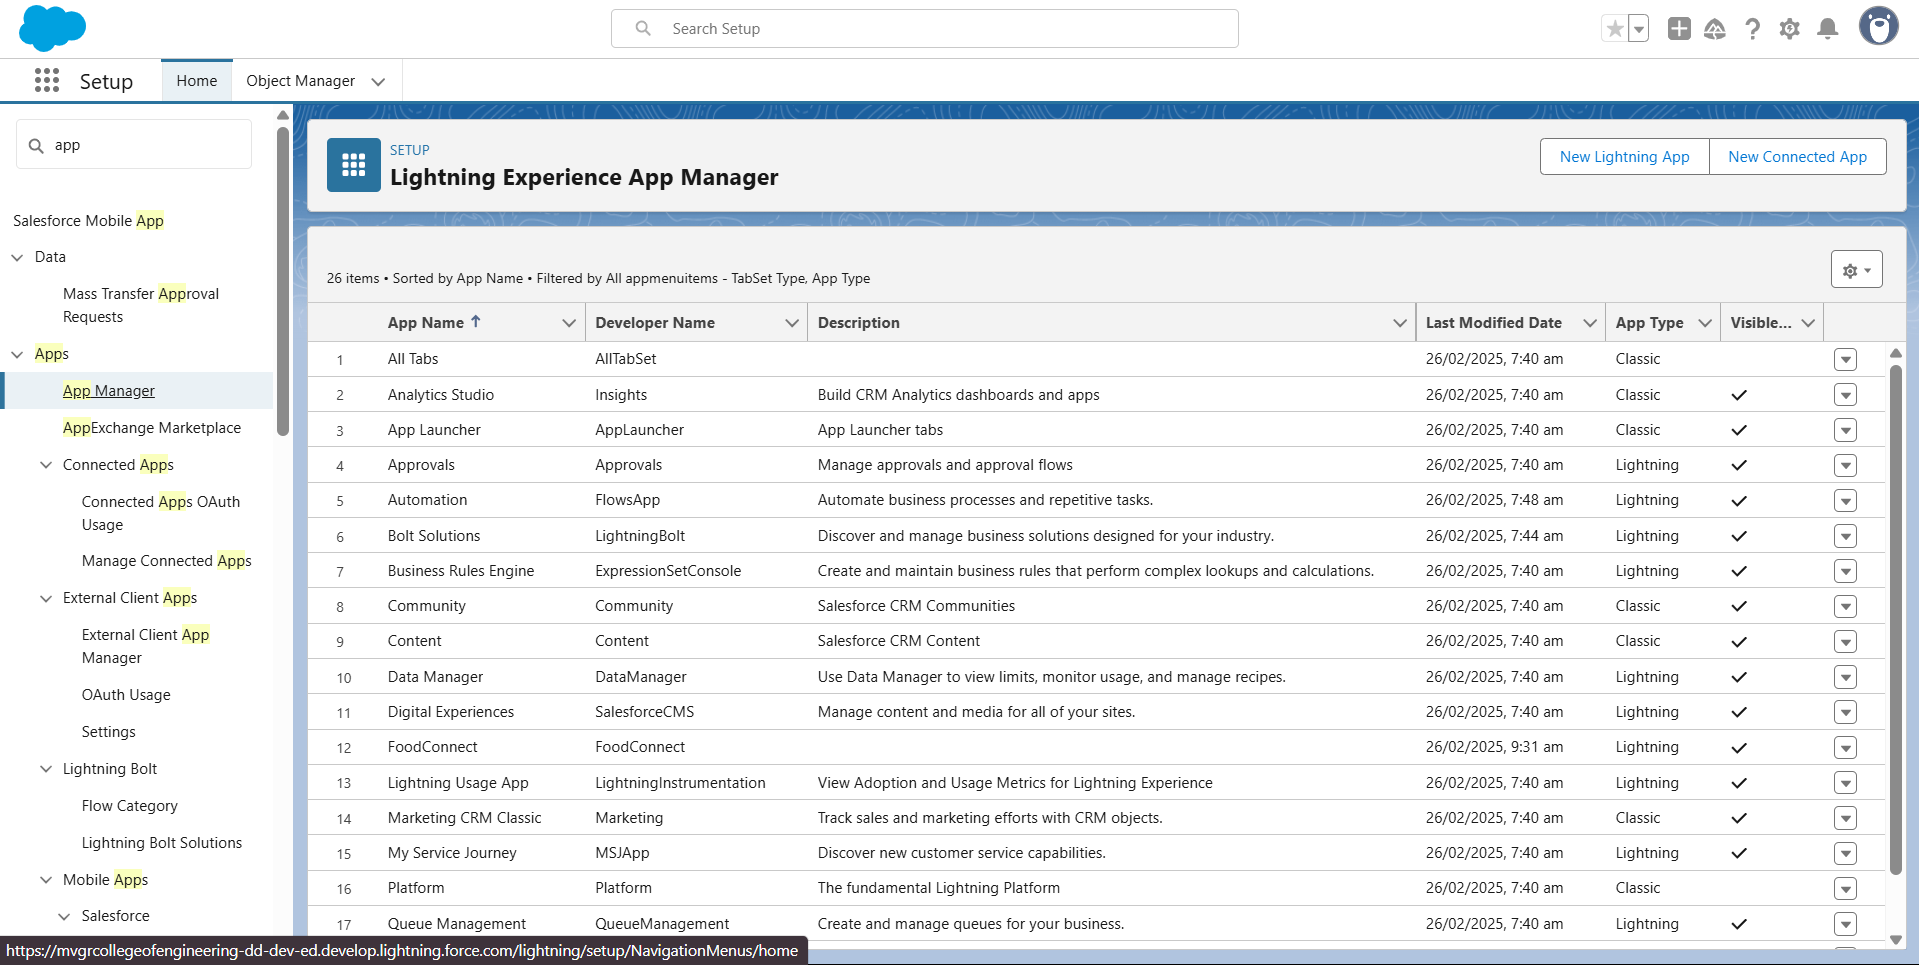 Search Setup
Setup
Home
Object Manager
app
Salesforce Mobile App
Data
Mass Transfer Approval
Requests
Apps
App Manager
AppExchange Marketplace
Connected Apps
Connected Apps OAuth
Usage
Manage Connected Apps
External Client Apps
External Client App
Manager
OAuth Usage
Settings
Lightning Bolt
Flow Category
Lightning Bolt Solutions
Mobile Apps
Salesforce
SETUP
Lightning Experience App Manager
New Lightning App
New Connected App
26 items • Sorted by App Name • Filtered by All appmenuitems - TabSet Type, App Type
App Name Developer Name Description Last Modified Date App Type Visible...
1 All Tabs AllTabSet 26/02/2025, 7:40 am Classic
2 Analytics Studio Insights Build CRM Analytics dashboards and apps 26/02/2025, 7:40 am Classic
3 App Launcher AppLauncher App Launcher tabs 26/02/2025, 7:40 am Classic
4 Approvals Approvals Manage approvals and approval flows 26/02/2025, 7:40 am Lightning
5 Automation FlowsApp Automate business processes and repetitive tasks. 26/02/2025, 7:48 am Lightning
6 Bolt Solutions LightningBolt Discover and manage business solutions designed for your industry. 26/02/2025, 7:44 am Lightning
7 Business Rules Engine ExpressionSetConsole Create and maintain business rules that perform complex lookups and calculations. 26/02/2025, 7:40 am Lightning
8 Community Community Salesforce CRM Communities 26/02/2025, 7:40 am Classic
9 Content Content Salesforce CRM Content 26/02/2025, 7:40 am Classic
10 Data Manager DataManager Use Data Manager to view limits, monitor usage, and manage recipes. 26/02/2025, 7:40 am Lightning
11 Digital Experiences SalesforceCMS Manage content and media for all of your sites. 26/02/2025, 7:40 am Lightning
12 FoodConnect FoodConnect 26/02/2025, 9:31 am Lightning
13 Lightning Usage App LightningInstrumentation View Adoption and Usage Metrics for Lightning Experience 26/02/2025, 7:40 am Lightning
14 Marketing CRM Classic Marketing Track sales and marketing efforts with CRM objects. 26/02/2025, 7:40 am Classic
15 My Service Journey MSJApp Discover new customer service capabilities. 26/02/2025, 7:40 am Lightning
16 Platform Platform The fundamental Lightning Platform 26/02/2025, 7:40 am Classic
17 Queue Management QueueManagement Create and manage queues for your business. 26/02/2025, 7:40 am Lightning
https://mvgrcollegeofengineering-dd-dev-ed.develop.lightning.force.com/lightning/setup/NavigationMenus/home